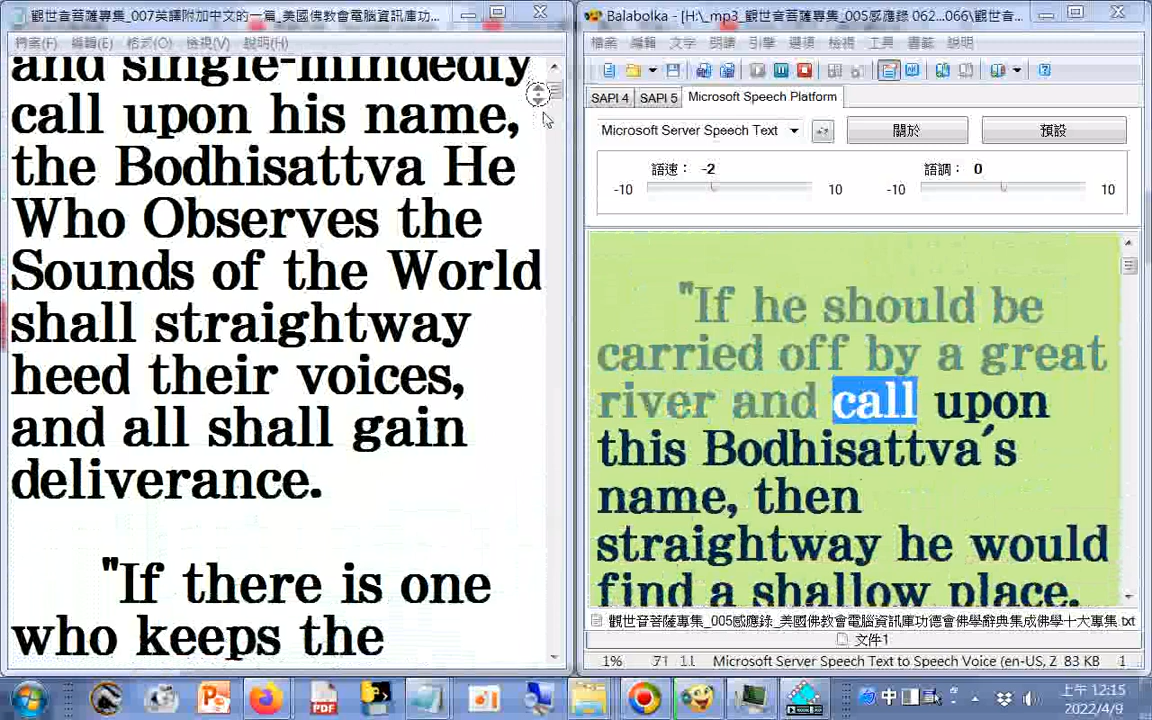 觀世音菩薩專集_007英譯附加中文的一篇_美國佛教會電腦資訊庫功...
檔案(F) 編輯(E) 格式(O) 檢視(V) 說明(H)
and single-mindedly
call upon his name,
the Bodhisattva He
Who Observes the
Sounds of the World
shall straightway
heed their voices,
and all shall gain
deliverance.
"If there is one
who keeps the
Balabolka - [H:\_mp3_觀世音菩薩專集_005感應錄 062...066\觀世音...
檔案 編輯 文字 朗讀 引擎 選項 檢視 工具 書籤 說明
SAPI 4 SAPI 5 Microsoft Speech Platform
Microsoft Server Speech Text 關於 預設
語速： -2 語調： 0
-10 10 -10 10
"If he should be
carried off by a great
river and call upon
this Bodhisattva's
name, then
straightway he would
find a shallow place.
觀世音菩薩專集_005感應錄_美國佛教會電腦資訊庫功德會佛學辭典集成佛學十大專集.txt
文件1
1% 71 Microsoft Server Speech Text to Speech Voice (en-US, Z 83 KB 1
PDF
中
上午 12:15
2022/4/9